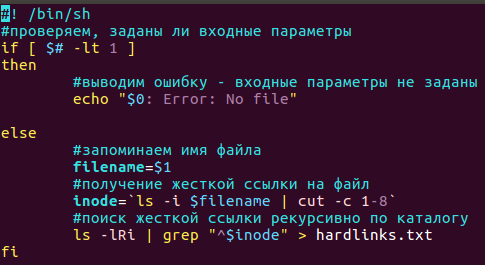 #! /bin/sh
#проверяем, заданы ли входные параметры
if [ $# -lt 1 ]
then
#выводим ошибку - входные параметры не заданы
echo "$0: Error: No file"
else
#запоминаем имя файла
filename=$1
#получение жесткой ссылки на файл
inode=`ls -i $filename | cut -c 1-8`
#поиск жесткой ссылки рекурсивно по каталогу
ls -lRi | grep "^$inode" > hardlinks.txt
fi